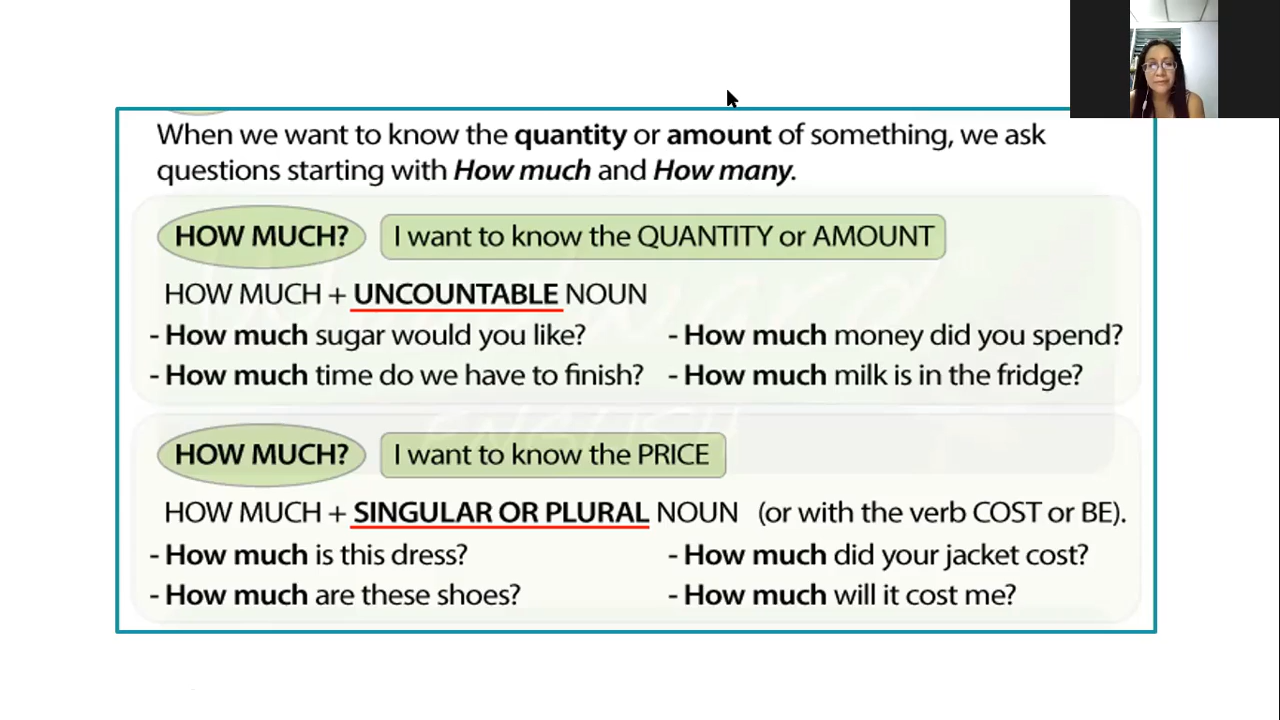 When we want to know the quantity or amount of something, we ask
questions starting with How much and How many.
HOW MUCH? I want to know the QUANTITY or AMOUNT
HOW MUCH + UNCOUNTABLE NOUN
- How much sugar would you like? - How much money did you spend?
- How much time do we have to finish? - How much milk is in the fridge?
HOW MUCH? I want to know the PRICE
HOW MUCH + SINGULAR OR PLURAL NOUN (or with the verb COST or BE).
- How much is this dress? - How much did your jacket cost?
- How much are these shoes? - How much will it cost me?